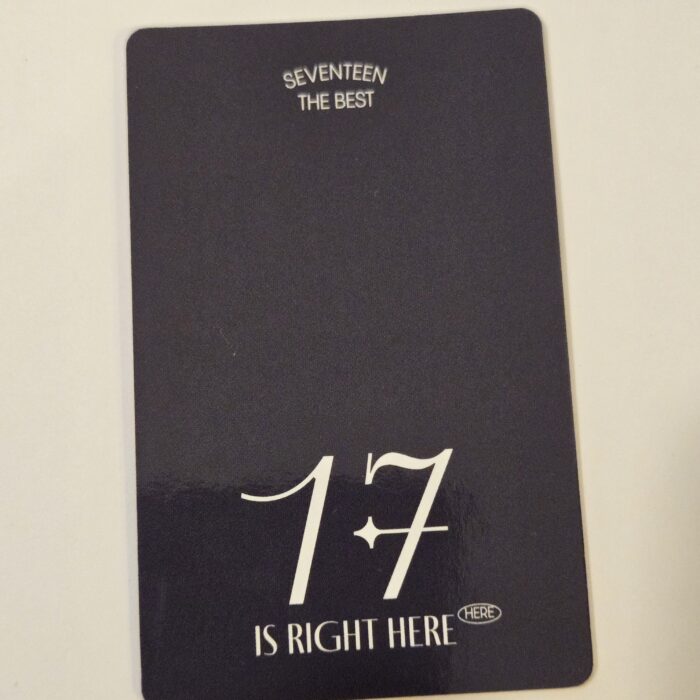 SEVENTEEN
THE BEST
17
IS RIGHT HERE HERE